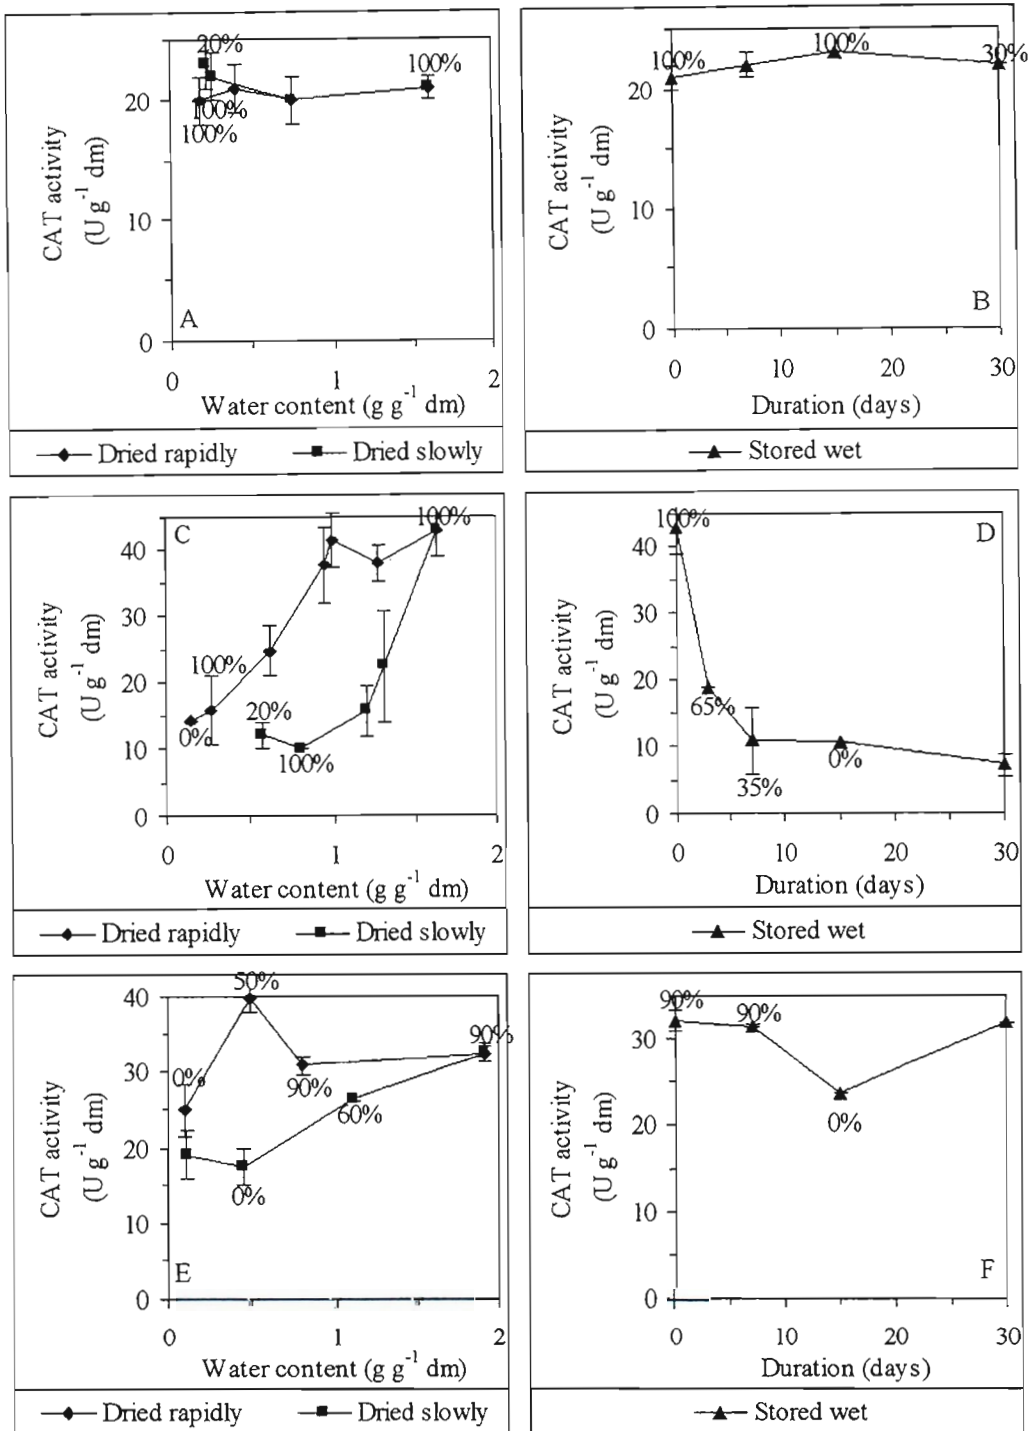 20%
100%
100%
100%
20
10
0
CAT activity
(U g⁻¹ dm)
A
0 1 2
Water content (g g⁻¹ dm)
Dried rapidly Dried slowly
100%
100%
30%
20
10
0
CAT activity
(U g⁻¹ dm)
B
0 10 20 30
Duration (days)
Stored wet
C
100%
100%
0%
20%
100%
40
30
20
10
0
CAT activity
(U g⁻¹ dm)
0 1 2
Water content (g g⁻¹ dm)
Dried rapidly Dried slowly
100%
D
65%
35%
0%
40
30
20
10
0
CAT activity
(U g⁻¹ dm)
0 10 20 30
Duration (days)
Stored wet
50%
90%
0%
90%
60%
0%
40
30
20
10
0
CAT activity
(U g⁻¹ dm)
E
0 1 2
Water content (g g⁻¹ dm)
Dried rapidly Dried slowly
90%
90%
0%
30
20
10
0
CAT activity
(U g⁻¹ dm)
F
0 10 20 30
Duration (days)
Stored wet